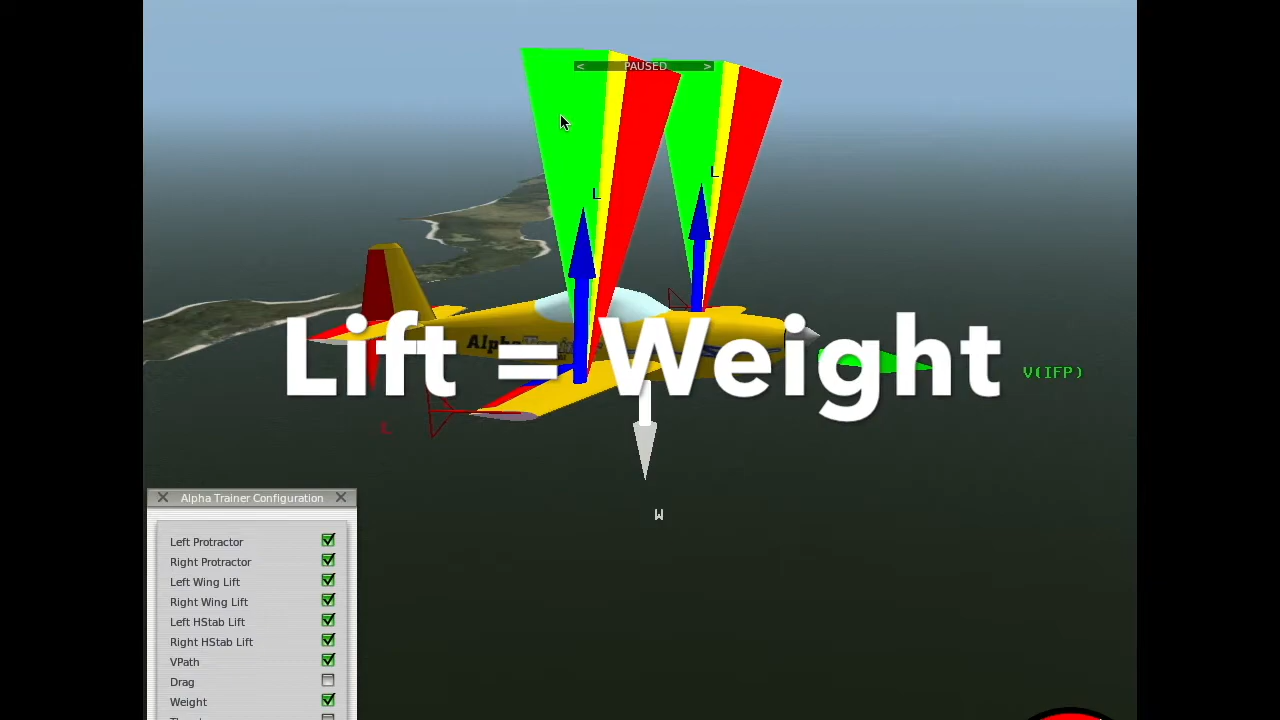 < PAUSED >
L
L
Lift = Weight
V(IFP)
L
W
Alpha Trainer Configuration
Left Protractor
Right Protractor
Left Wing Lift
Right Wing Lift
Left HStab Lift
Right HStab Lift
VPath
Drag
Weight